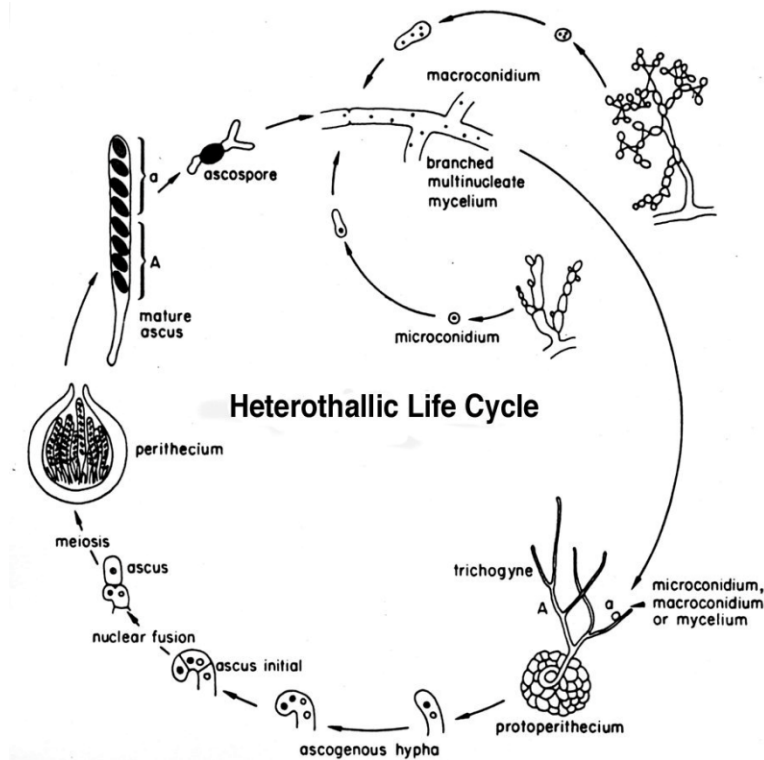 macroconidium
branched
multinucleate
mycelium
ascospore
a
A
mature
ascus
microconidium
Heterothallic Life Cycle
perithecium
meiosis
ascus
nuclear fusion
ascus initial
ascogenous hypha
trichogyne
A
a
microconidium,
macroconidium
or mycelium
protoperithecium